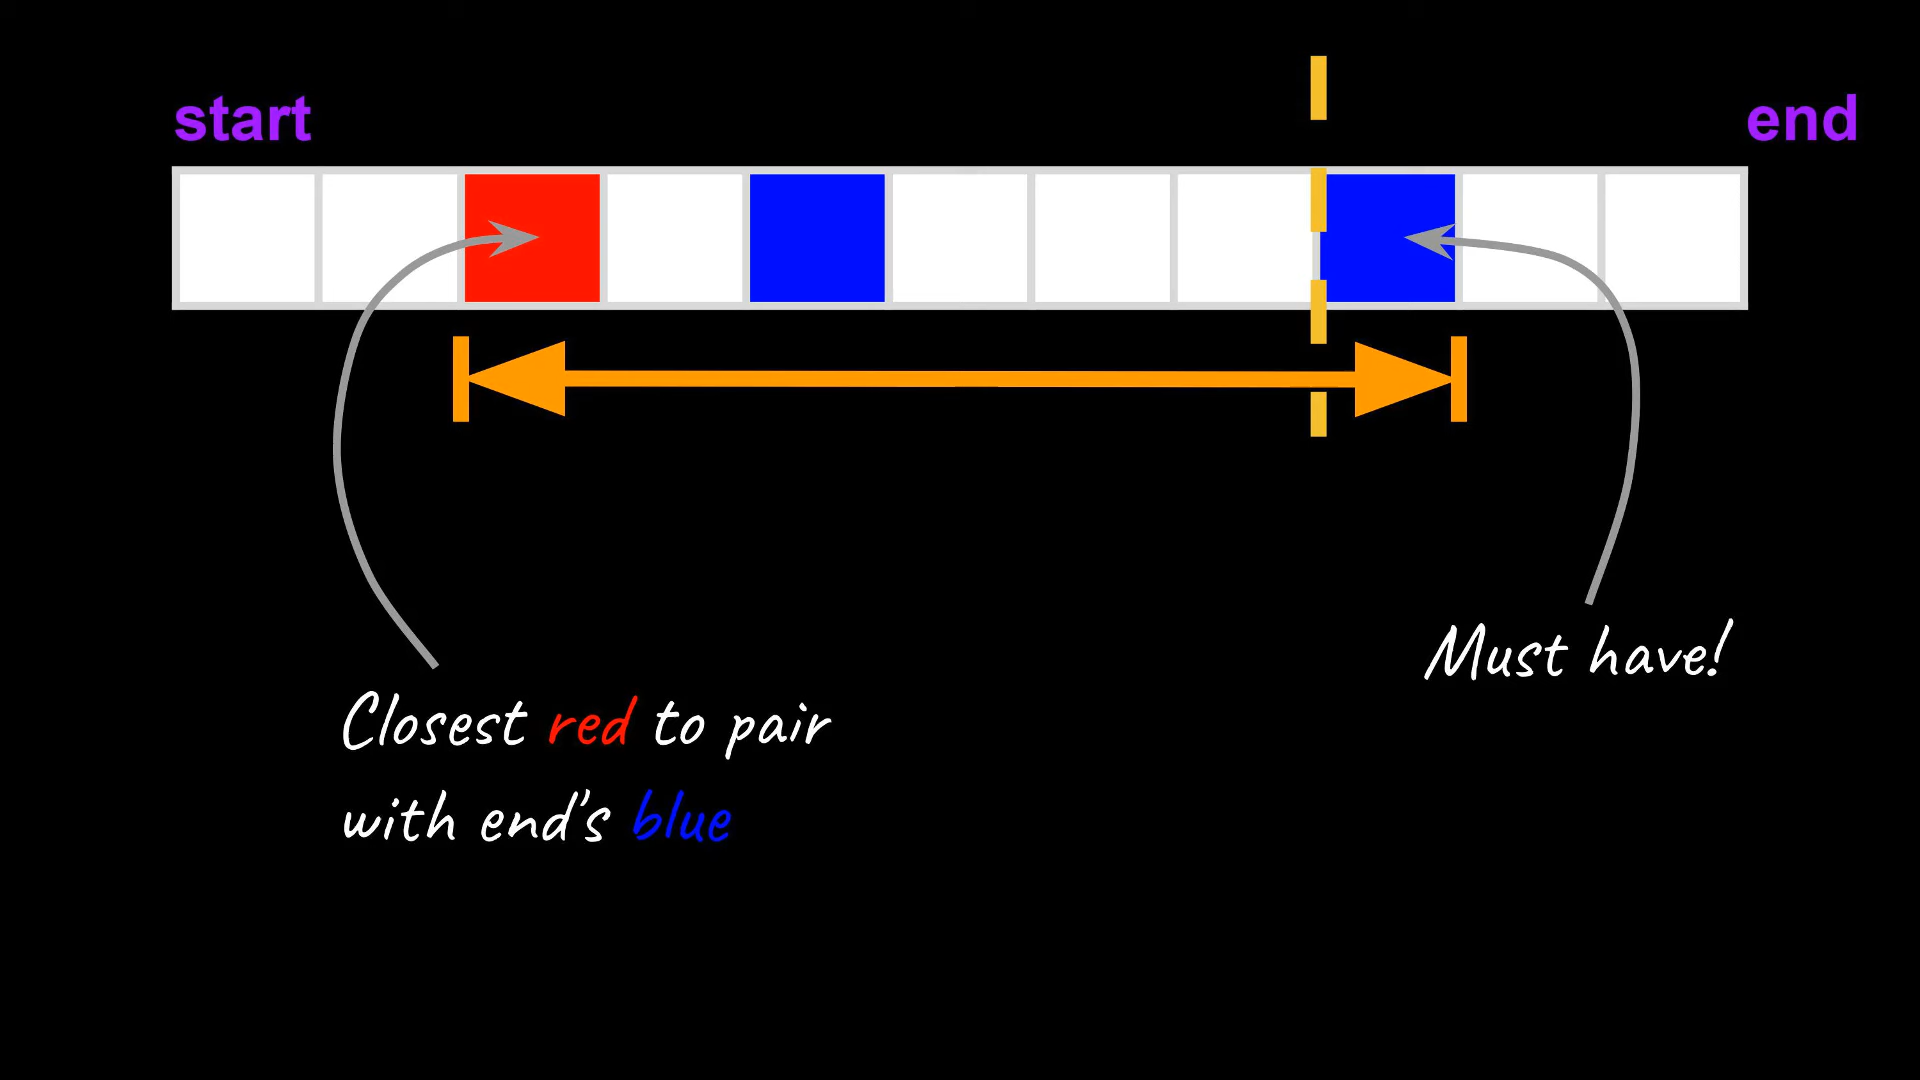 start
end
Must have!
Closest red to pair
with end's blue